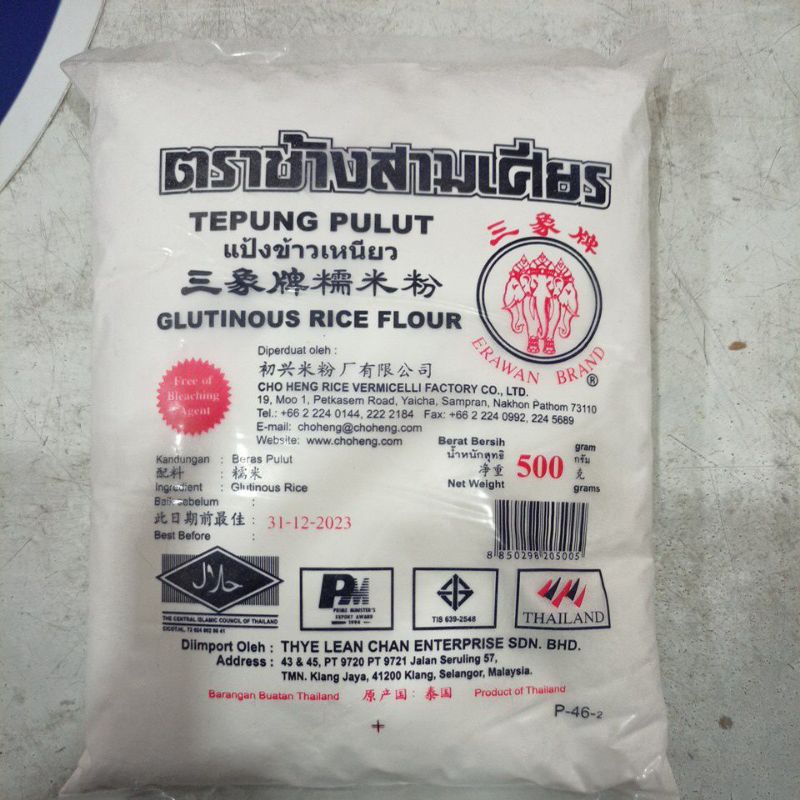 ตราช้างสามเศียร
TEPUNG PULUT
แป้งข้าวเหนียว
三象牌糯米粉
GLUTINOUS RICE FLOUR
三象牌
ERAWAN BRAND
®
Free of
Bleaching
Agent
Diperduat oleh :
初兴米粉厂有限公司
CHO HENG RICE VERMICELLI FACTORY CO., LTD.
19, Moo 1, Petkasem Road, Yaicha, Sampran, Nakhon Pathom 73110
Tel.: +66 2 224 0144, 222 2184 Fax: +66 2 224 0992, 224 5689
E-mail: choheng@choheng.com
Website: www.choheng.com
Kandungan : Beras Pulut
配料 : 糯米
Ingredient : Glutinous Rice
Berat Bersih gram
น้ำหนักสุทธิ กรัม
净重 500 克
Net Weight grams
Baik sebelum :
此日期前最佳 : 31-12-2023
Best Before :
8 850298 205005
حلال
THE CENTRAL ISLAMIC COUNCIL OF THAILAND
PM
PRIME MINISTER'S
EXPORT AWARD
1994
TIS 639-2548
THAILAND
Diimport Oleh : THYE LEAN CHAN ENTERPRISE SDN. BHD.
Address : 43 & 45, PT 9720 PT 9721 Jalan Seruling 57,
TMN. Klang Jaya, 41200 Klang, Selangor, Malaysia.
Barangan Buatan Thailand 原产国 : 泰国 Product of Thailand
P-46-2